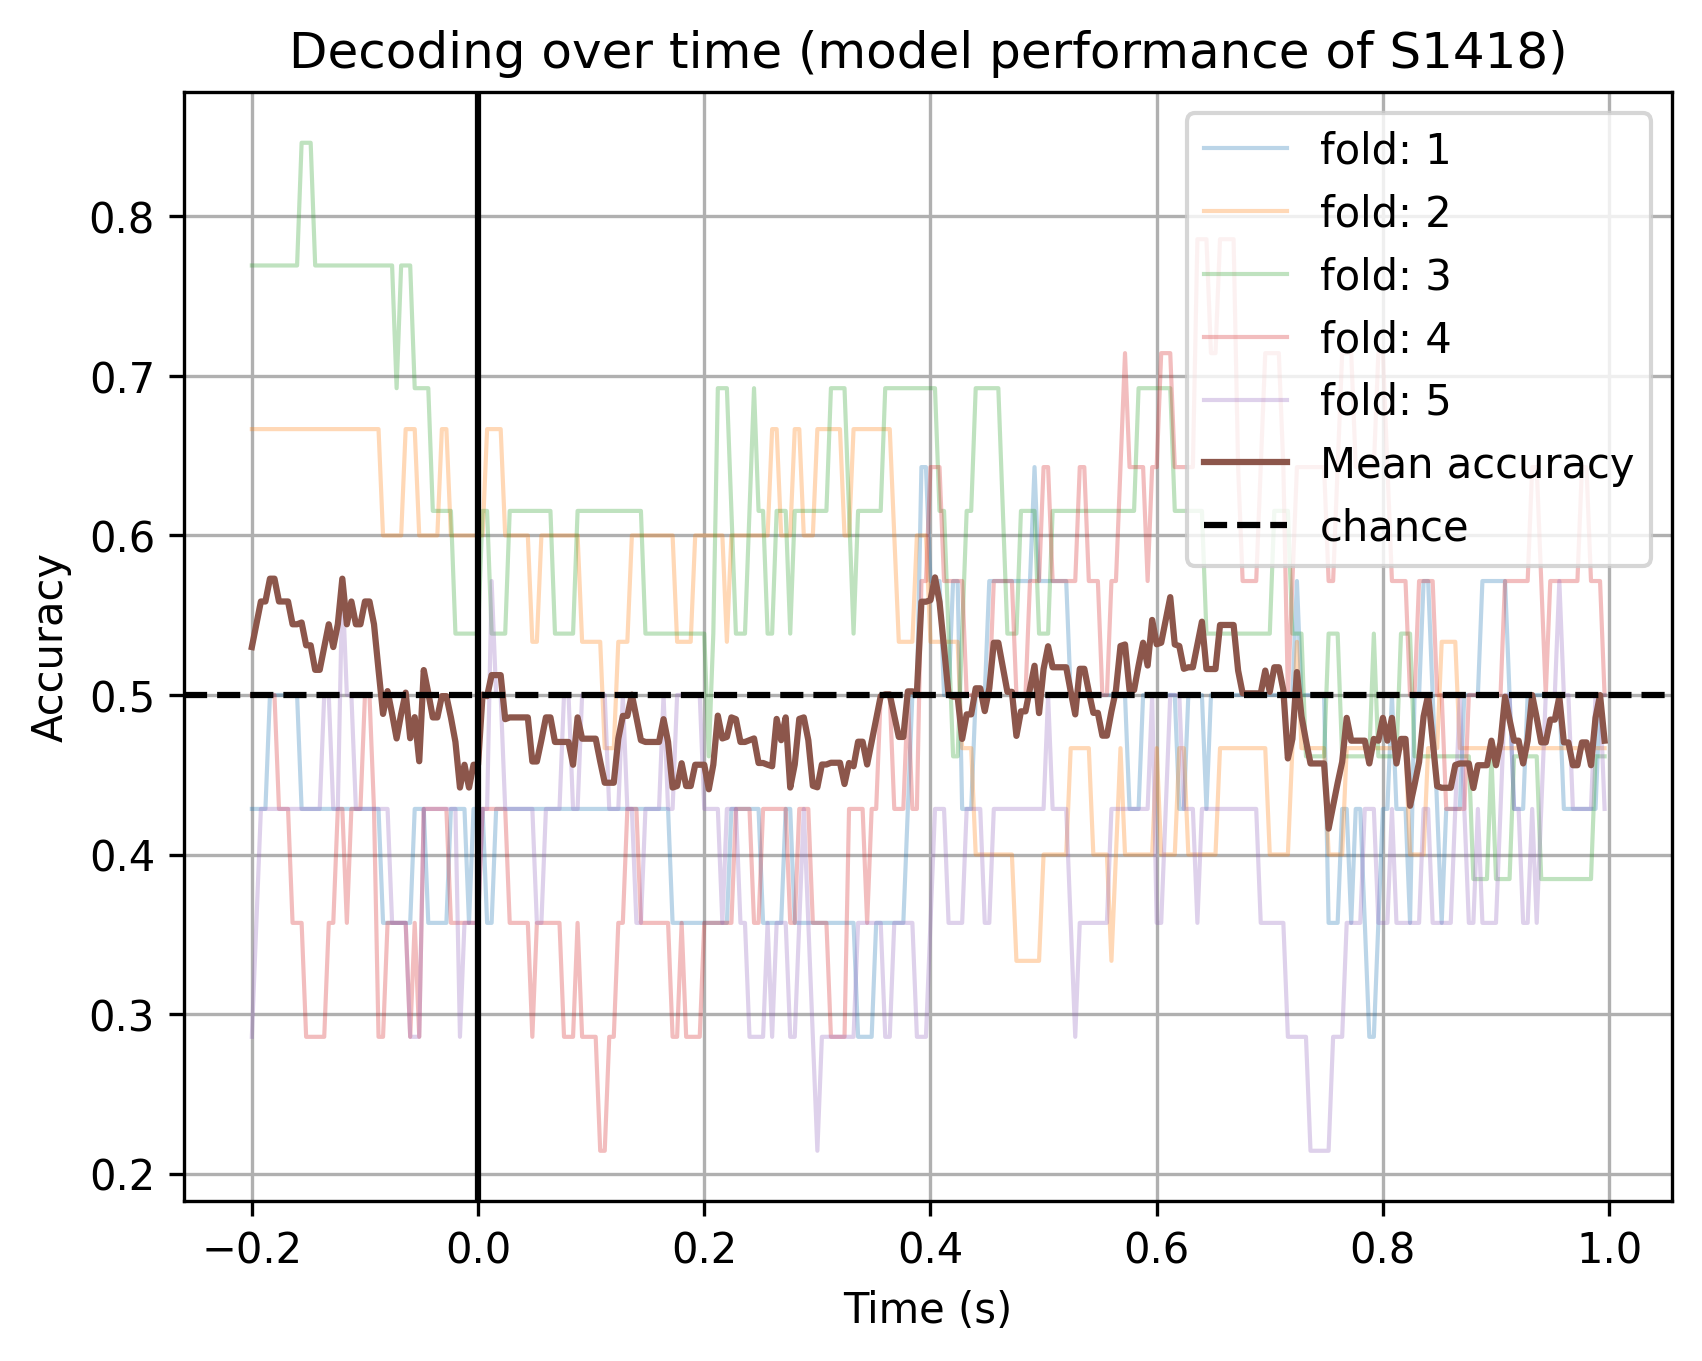 Decoding over time (model performance of S1418)
fold: 1
fold: 2
fold: 3
fold: 4
fold: 5
Mean accuracy
chance
Accuracy
0.8
0.7
0.6
0.5
0.4
0.3
0.2
−0.2 0.0 0.2 0.4 0.6 0.8 1.0
Time (s)